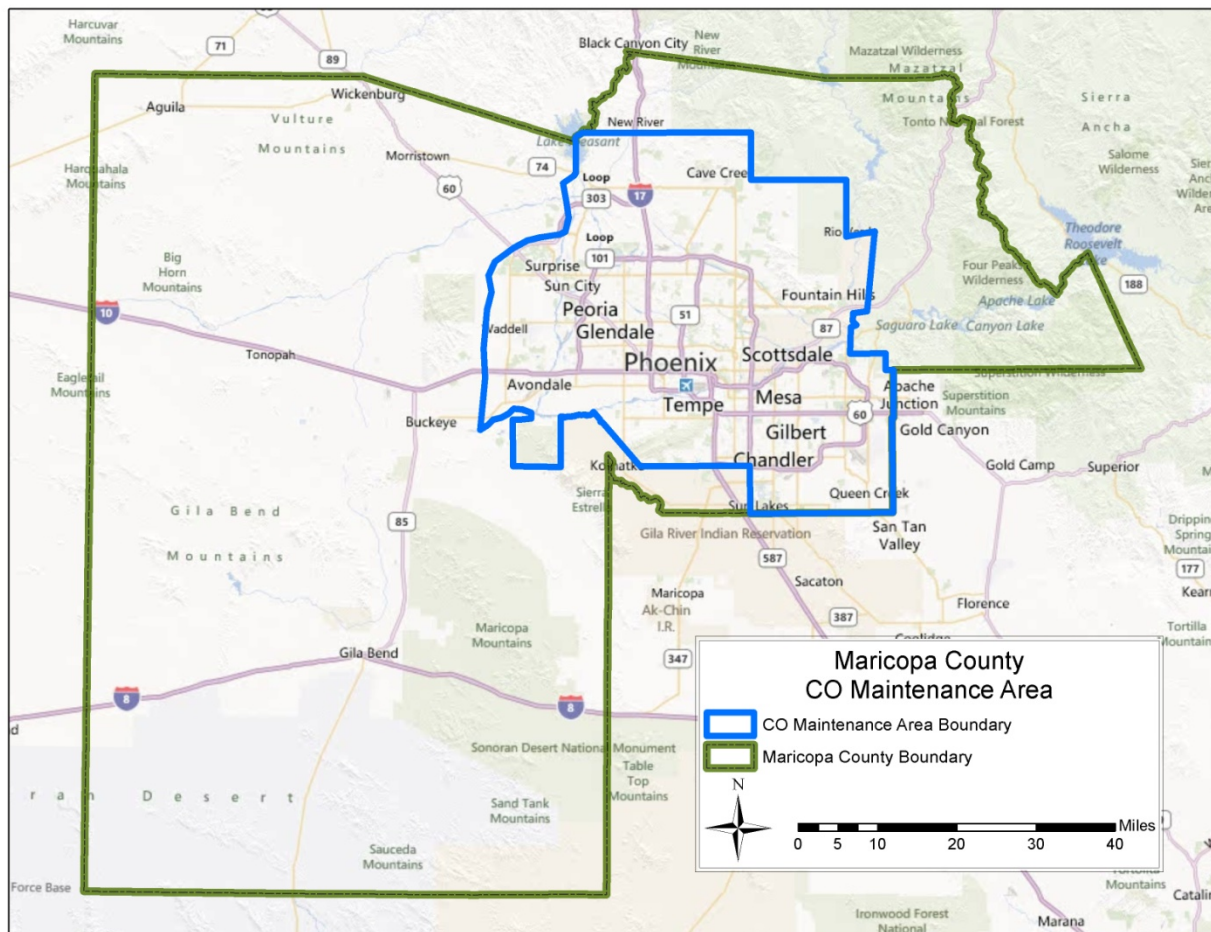 Harcuvar
Mountains
71
89
Black Canyon City
New
River
Mazatzal Wilderness
Mazatzal
Mountains
Sierra
Ancha
Aguila
Wickenburg
Vulture
Mountains
New River
Tonto National Forest
Salome
Wilderness
Morristown
74
60
Loop
303
17
Cave Creek
Mountains
Loop
101
Theodore
Roosevelt
Big
Horn
Mountains
Surprise
Sun City
Four Peaks
Wilderness
188
10
Peoria
Glendale
51
Fountain Hills
87
Apache Lake
Saguaro Lake
Canyon Lake
Tonopah
Phoenix
Scottsdale
Superstition Wilderness
Mountains
Avondale
Tempe
Mesa
Apache
Junction
Superstition
Mountains
Buckeye
60
Gold Canyon
Gilbert
Chandler
Gold Camp
Superior
Sierra
Queen Creek
Sun Lakes
Gila Bend
Mountains
85
Gila River Indian Reservation
San Tan
Valley
587
177
Maricopa
Ak-Chin
I.R.
Sacaton
387
Florence
Tortilla
Maricopa
Mountains
Gila Bend
347
8
8
Sonoran Desert National Monument
Table
Top
Mountains
Desert
Sand Tank
Mountains
Sauceda
Mountains
Force Base
Maricopa County
CO Maintenance Area
CO Maintenance Area Boundary
Maricopa County Boundary
N
Miles
0 5 10 20 30 40
Mountains
Ironwood Forest
National
Marana